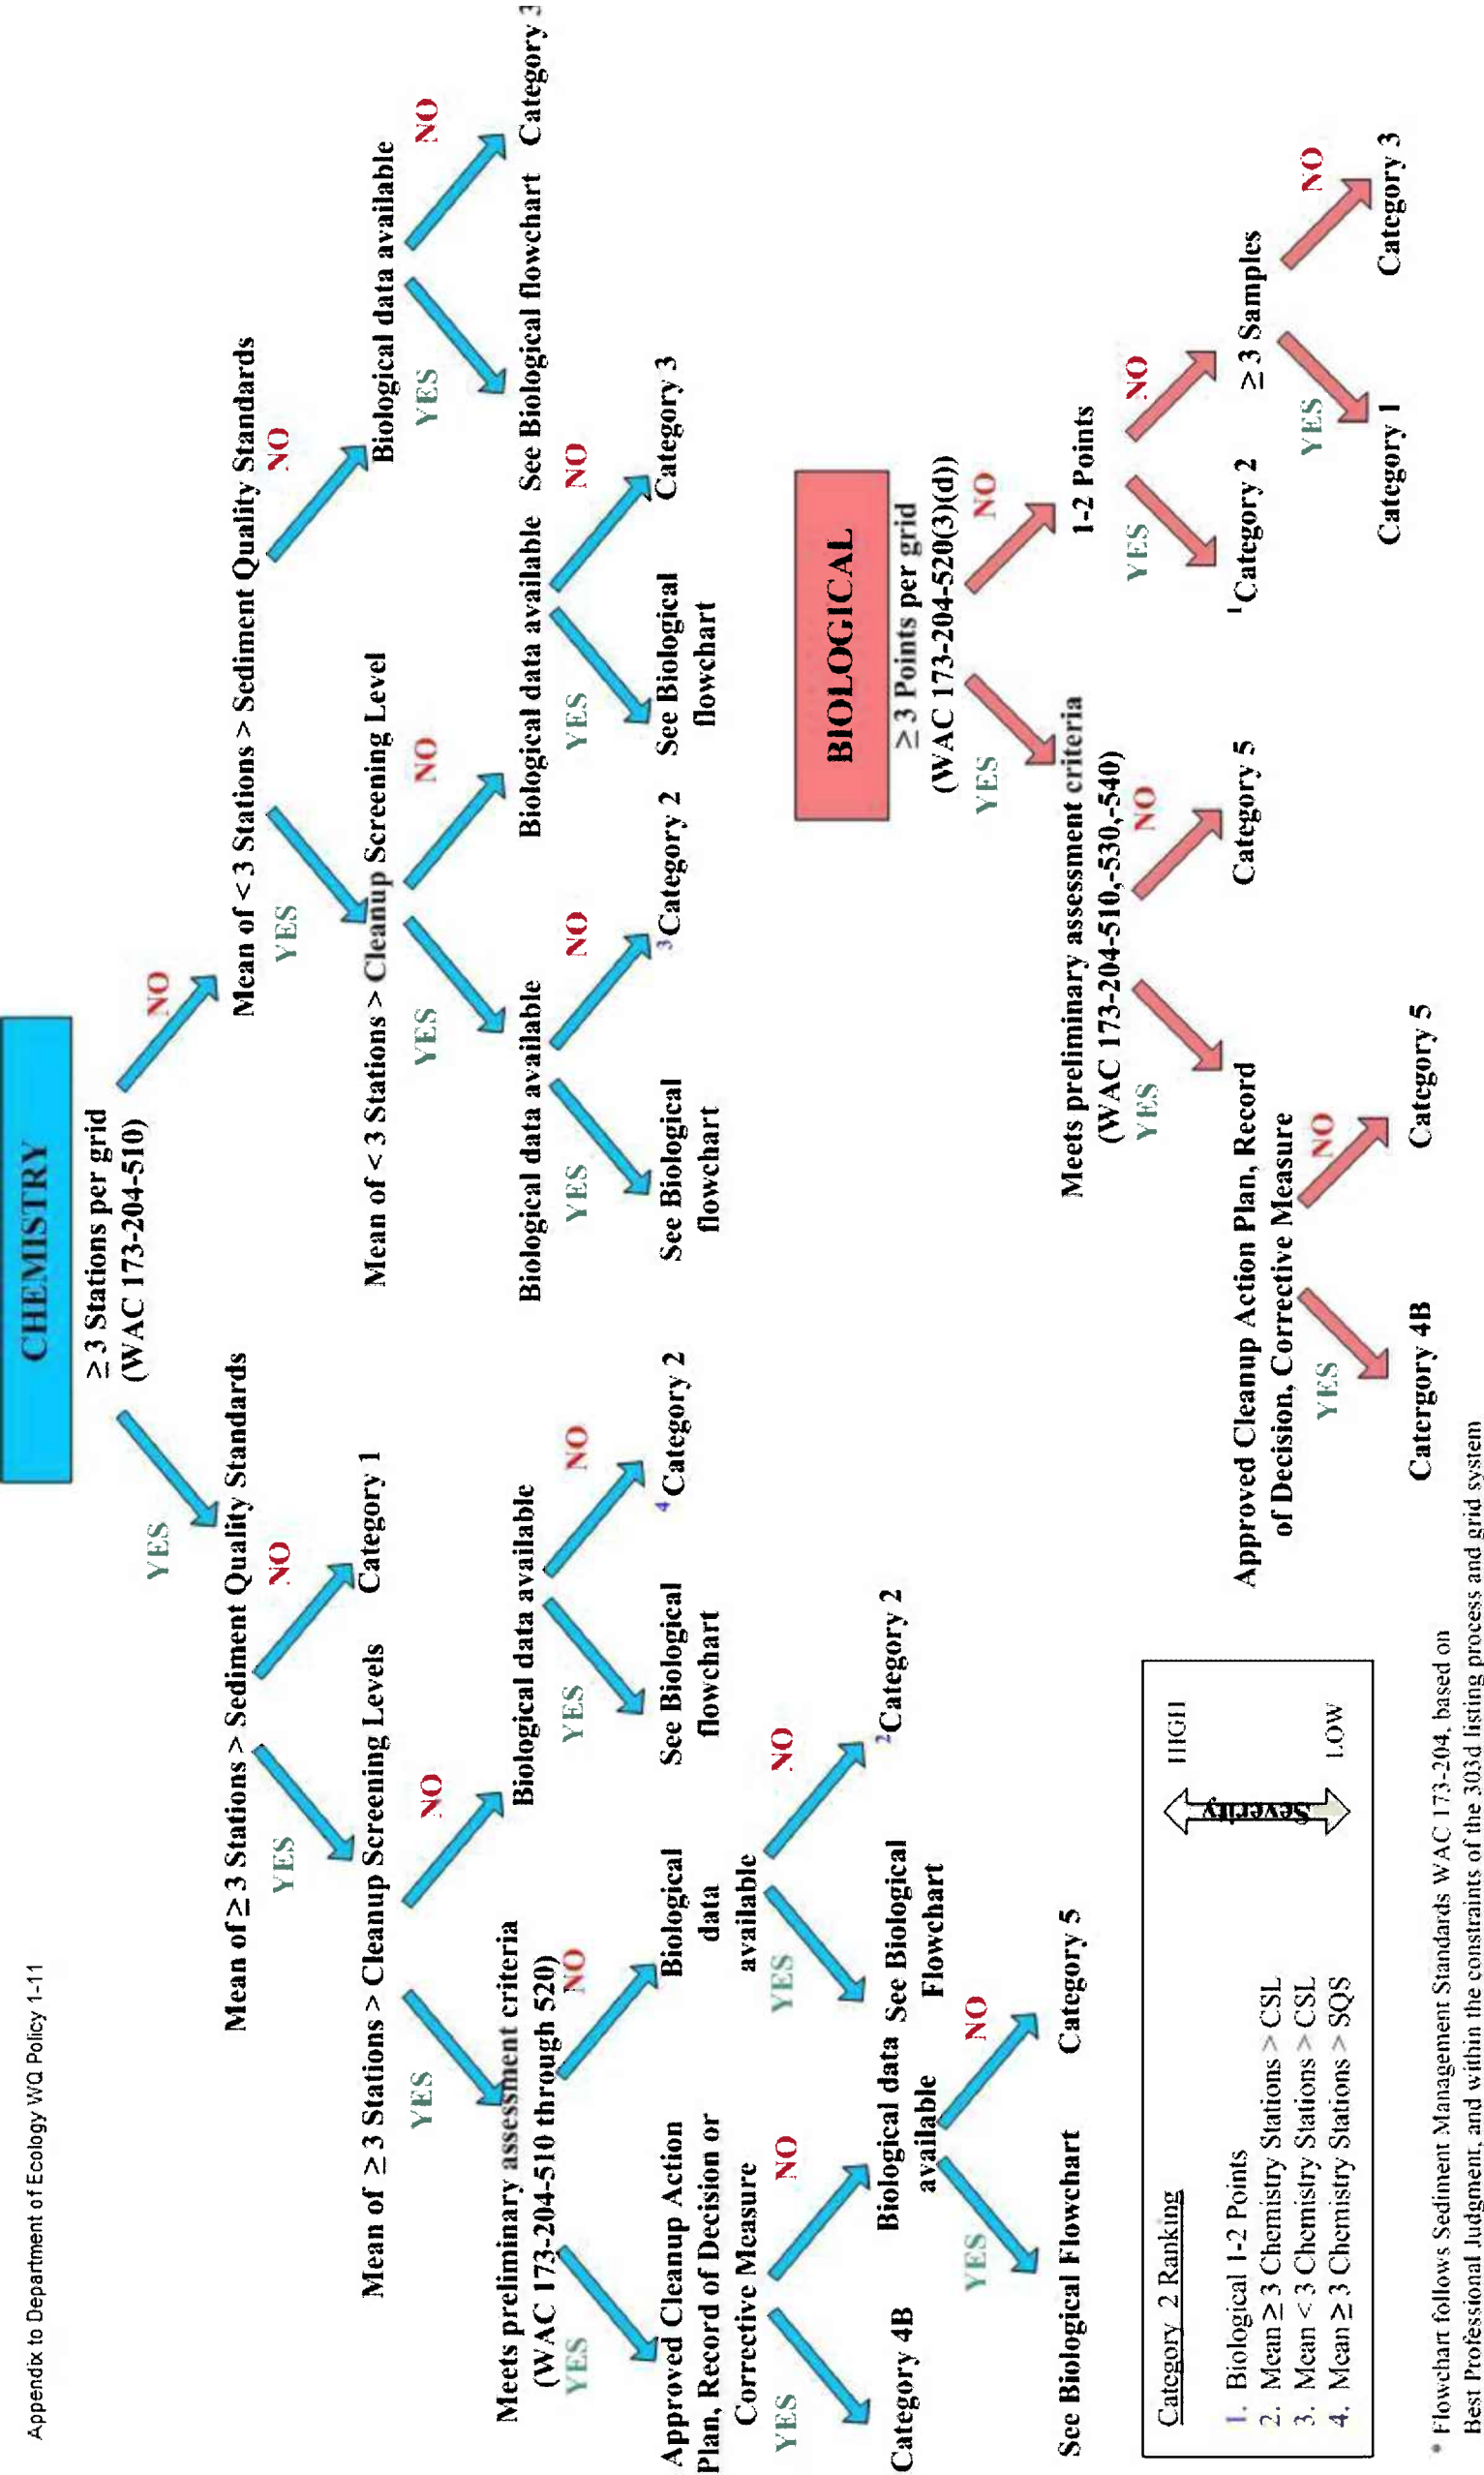 Appendix to Department of Ecology WQ Policy 1-11
CHEMISTRY
≥ 3 Stations per grid
(WAC 173-204-510)
YES
NO
Mean of ≥ 3 Stations > Sediment Quality Standards
Mean of < 3 Stations > Sediment Quality Standards
YES
NO
YES
NO
Mean of ≥ 3 Stations > Cleanup Screening Levels
Category 1
Mean of < 3 Stations > Cleanup Screening Level
Biological data available
YES
NO
YES
NO
YES
NO
Meets preliminary assessment criteria
(WAC 173-204-510 through 520)
Biological data available
Biological data available
Biological data available
See Biological flowchart
Category 3
YES
NO
YES
NO
YES
NO
YES
NO
Approved Cleanup Action
Plan, Record of Decision or
Corrective Measure
Biological
data
available
See Biological
flowchart
4 Category 2
See Biological
flowchart
3 Category 2
See Biological
flowchart
Category 3
YES
NO
YES
NO
Category 4B
Biological data
available
See Biological
Flowchart
2 Category 2
YES
NO
See Biological Flowchart
Category 5
BIOLOGICAL
≥ 3 Points per grid
(WAC 173-204-520(3)(d))
YES
NO
Meets preliminary assessment criteria
(WAC 173-204-510,-530,-540)
1-2 Points
YES
NO
YES
NO
Approved Cleanup Action Plan, Record
of Decision, Corrective Measure
Category 5
1 Category 2
≥ 3 Samples
YES
NO
YES
NO
Catergory 4B
Category 5
Category 1
Category 3
Category 2 Ranking
1. Biological 1-2 Points
2. Mean ≥ 3 Chemistry Stations > CSL
3. Mean < 3 Chemistry Stations > CSL
4. Mean ≥ 3 Chemistry Stations > SQS
HIGH
Severity
LOW
* Flowchart follows Sediment Management Standards WAC 173-204, based on
Best Professional Judgment, and within the constraints of the 303d listing process and grid system